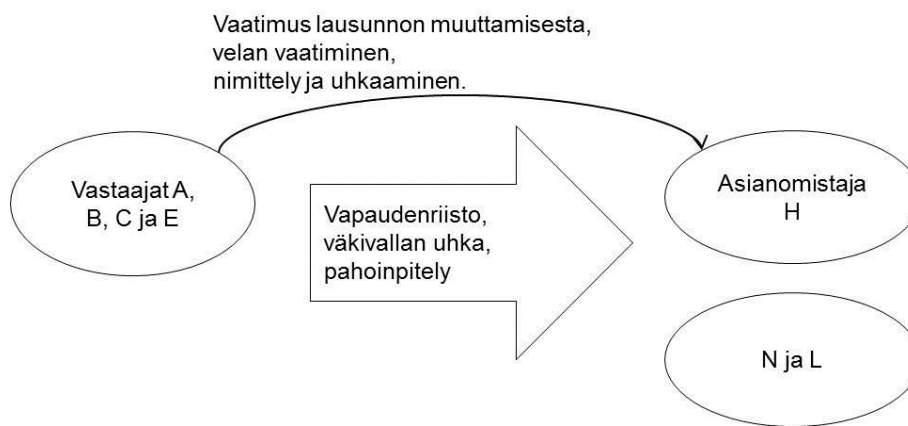 Vaatimus lausunnon muuttamisesta,
velan vaatiminen,
nimittely ja uhkaaminen.
Vastaajat A,
B, C ja E
Vapaudenriisto,
väkivallan uhka,
pahoinpitely
Asianomistaja
H
N ja L